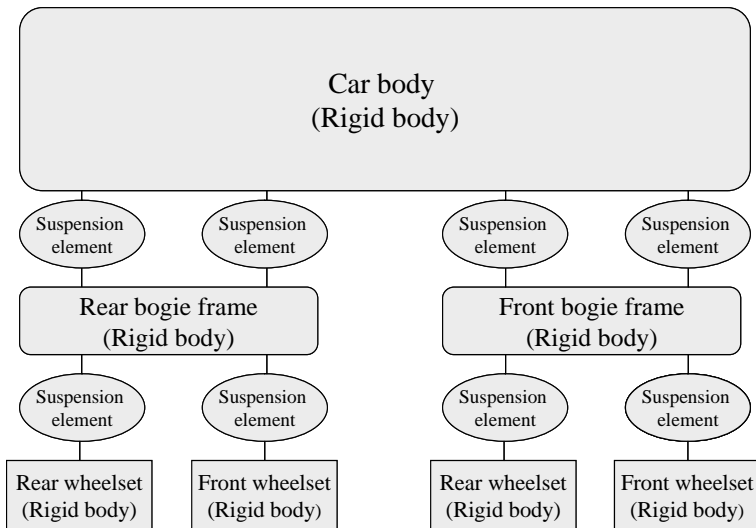 Car body
(Rigid body)
Suspension
element
Suspension
element
Suspension
element
Suspension
element
Rear bogie frame
(Rigid body)
Front bogie frame
(Rigid body)
Suspension
element
Suspension
element
Suspension
element
Suspension
element
Rear wheelset
(Rigid body)
Front wheelset
(Rigid body)
Rear wheelset
(Rigid body)
Front wheelset
(Rigid body)